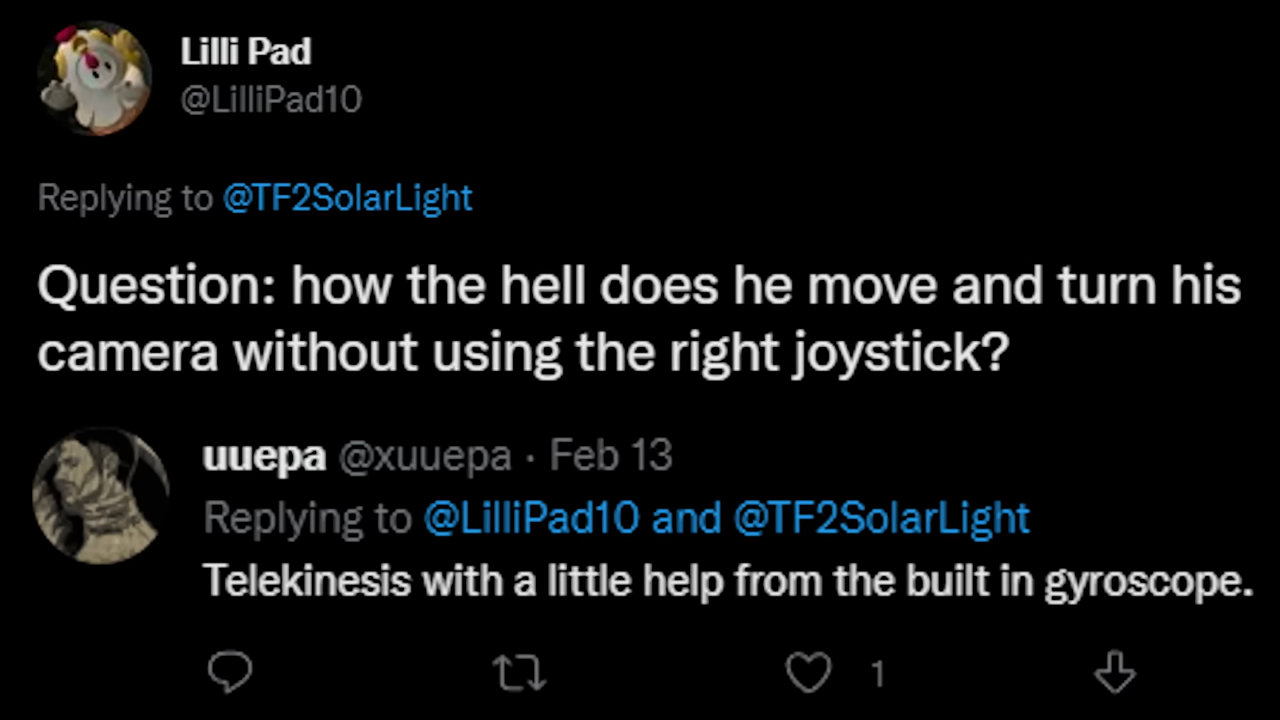 Lilli Pad
@LilliPad10
Replying to @TF2SolarLight
Question: how the hell does he move and turn his
camera without using the right joystick?
uuepa @xuuepa · Feb 13
Replying to @LilliPad10 and @TF2SolarLight
Telekinesis with a little help from the built in gyroscope.
1